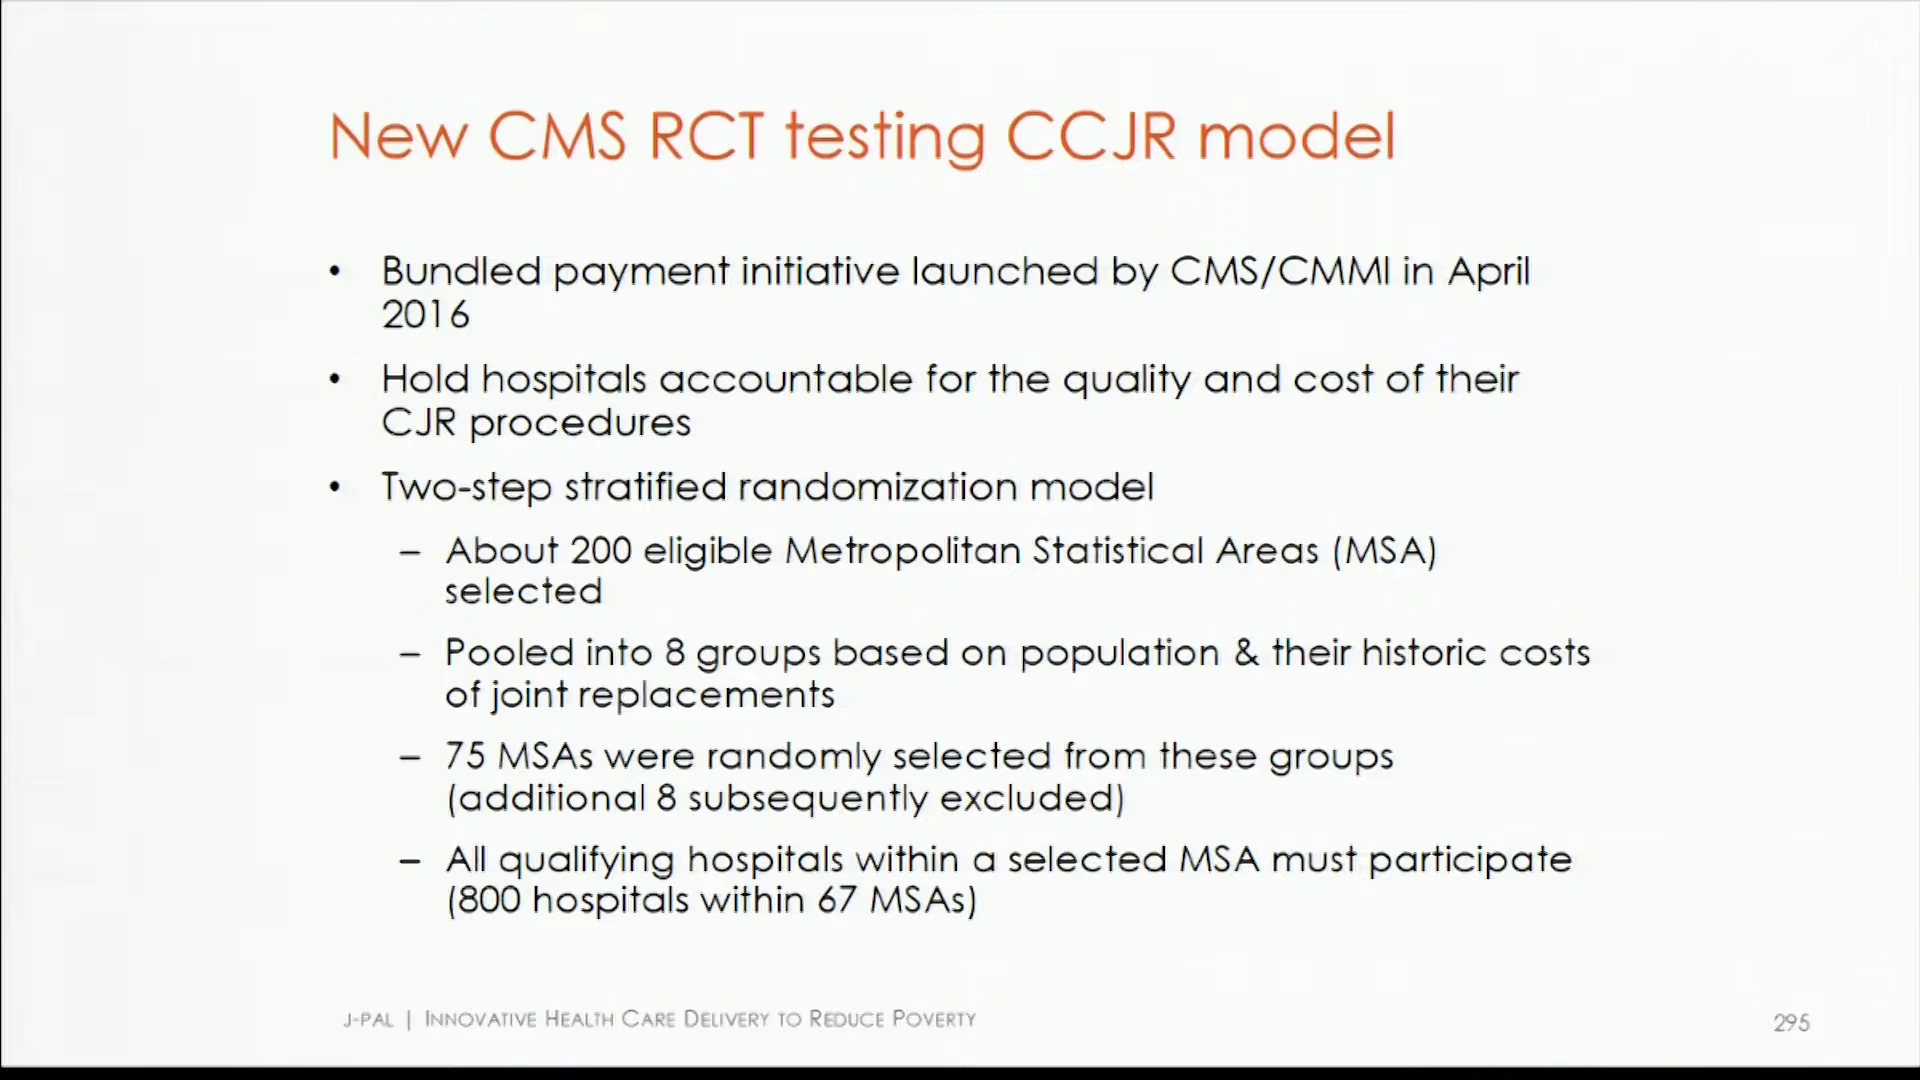 New CMS RCT testing CCJR model
• Bundled payment initiative launched by CMS/CMMI in April
2016
• Hold hospitals accountable for the quality and cost of their
CJR procedures
• Two-step stratified randomization model
– About 200 eligible Metropolitan Statistical Areas (MSA)
selected
– Pooled into 8 groups based on population & their historic costs
of joint replacements
– 75 MSAs were randomly selected from these groups
(additional 8 subsequently excluded)
– All qualifying hospitals within a selected MSA must participate
(800 hospitals within 67 MSAs)
J-PAL | INNOVATIVE HEALTH CARE DELIVERY TO REDUCE POVERTY
295